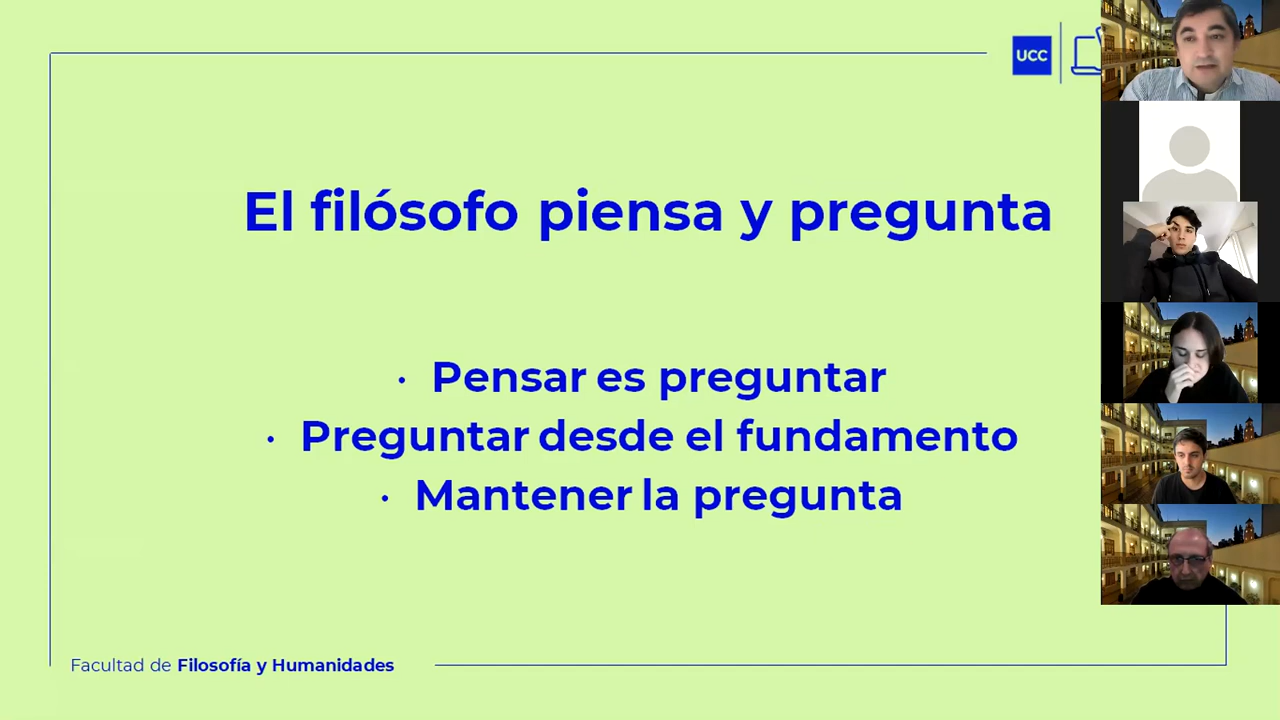 UCC
El filósofo piensa y pregunta
· Pensar es preguntar
· Preguntar desde el fundamento
· Mantener la pregunta
Facultad de Filosofía y Humanidades